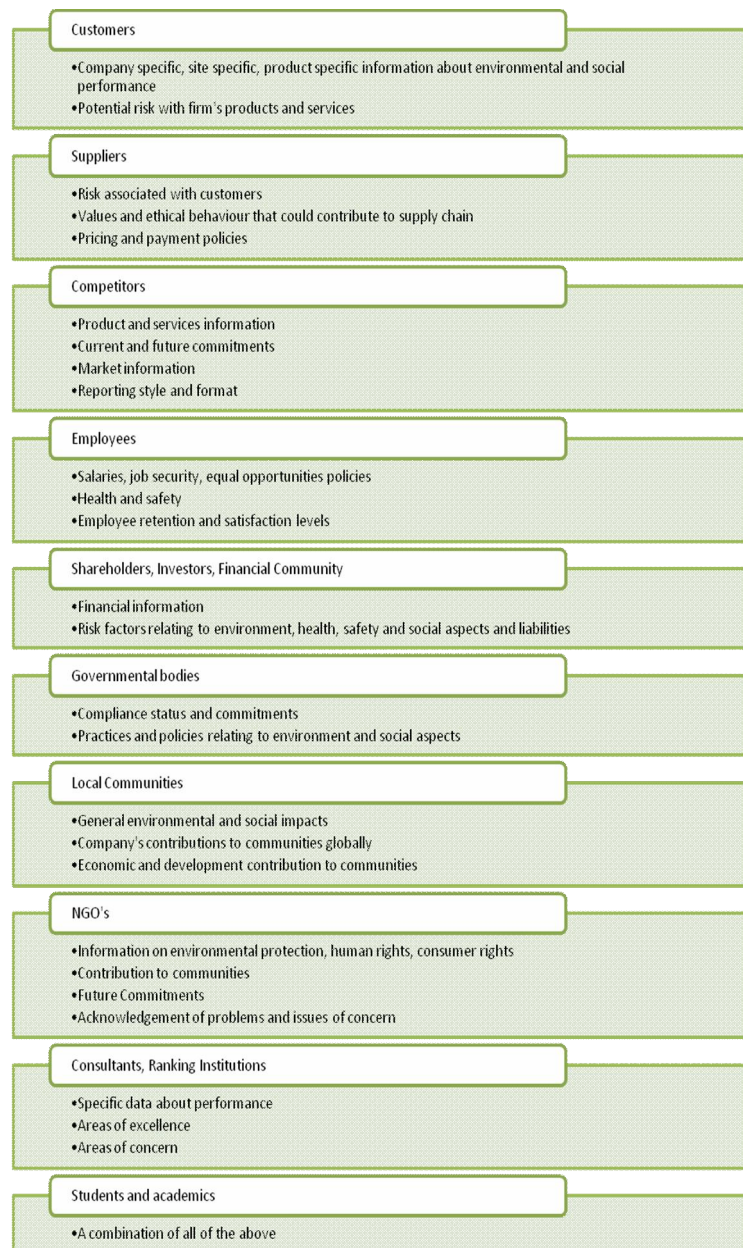 Customers
•Company specific, site specific, product specific information about environmental and social
performance
•Potential risk with firm's products and services
Suppliers
•Risk associated with customers
•Values and ethical behaviour that could contribute to supply chain
•Pricing and payment policies
Competitors
•Product and services information
•Current and future commitments
•Market information
•Reporting style and format
Employees
•Salaries, job security, equal opportunities policies
•Health and safety
•Employee retention and satisfaction levels
Shareholders, Investors, Financial Community
•Financial information
•Risk factors relating to environment, health, safety and social aspects and liabilities
Governmental bodies
•Compliance status and commitments
•Practices and policies relating to environment and social aspects
Local Communities
•General environmental and social impacts
•Company's contributions to communities globally
•Economic and development contribution to communities
NGO's
•Information on environmental protection, human rights, consumer rights
•Contribution to communities
•Future Commitments
•Acknowledgement of problems and issues of concern
Consultants, Ranking Institutions
•Specific data about performance
•Areas of excellence
•Areas of concern
Students and academics
•A combination of all of the above